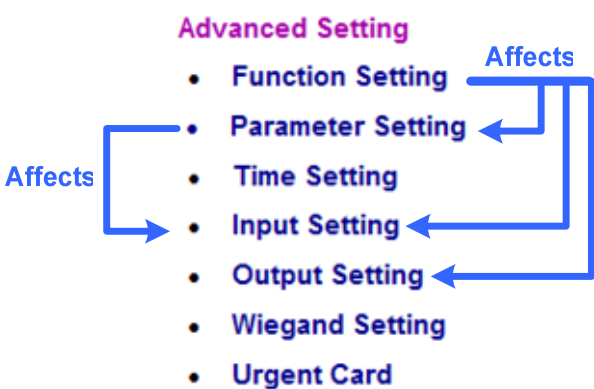 Advanced Setting
Affects
• Function Setting
• Parameter Setting
Affects
• Time Setting
• Input Setting
• Output Setting
• Wiegand Setting
• Urgent Card